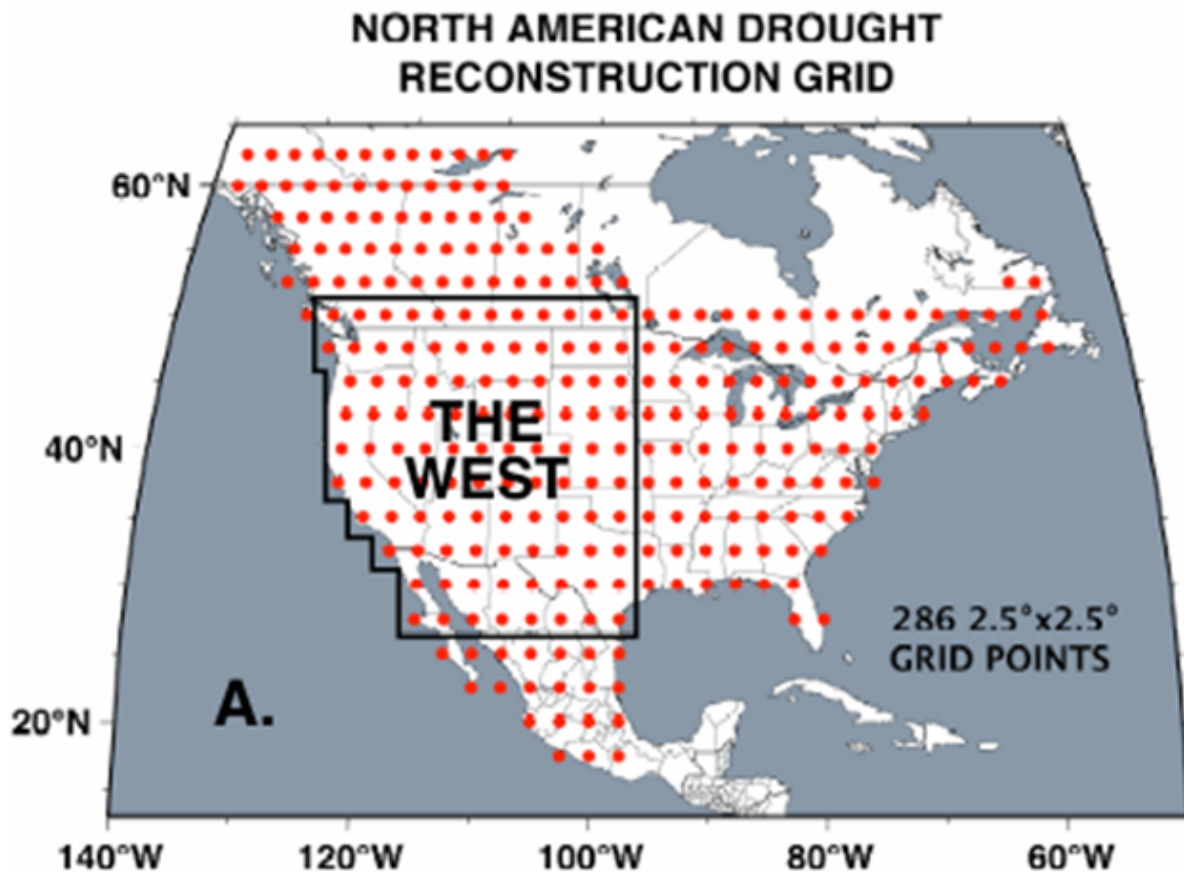 NORTH AMERICAN DROUGHT
RECONSTRUCTION GRID
60°N
40°N
20°N
THE
WEST
286 2.5°x2.5°
GRID POINTS
A.
140°W 120°W 100°W 80°W 60°W